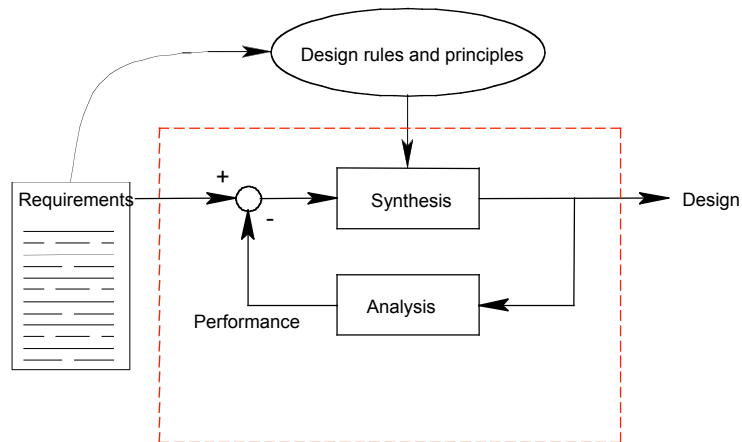 Design rules and principles
+
Requirements
Synthesis
Design
-
Analysis
Performance